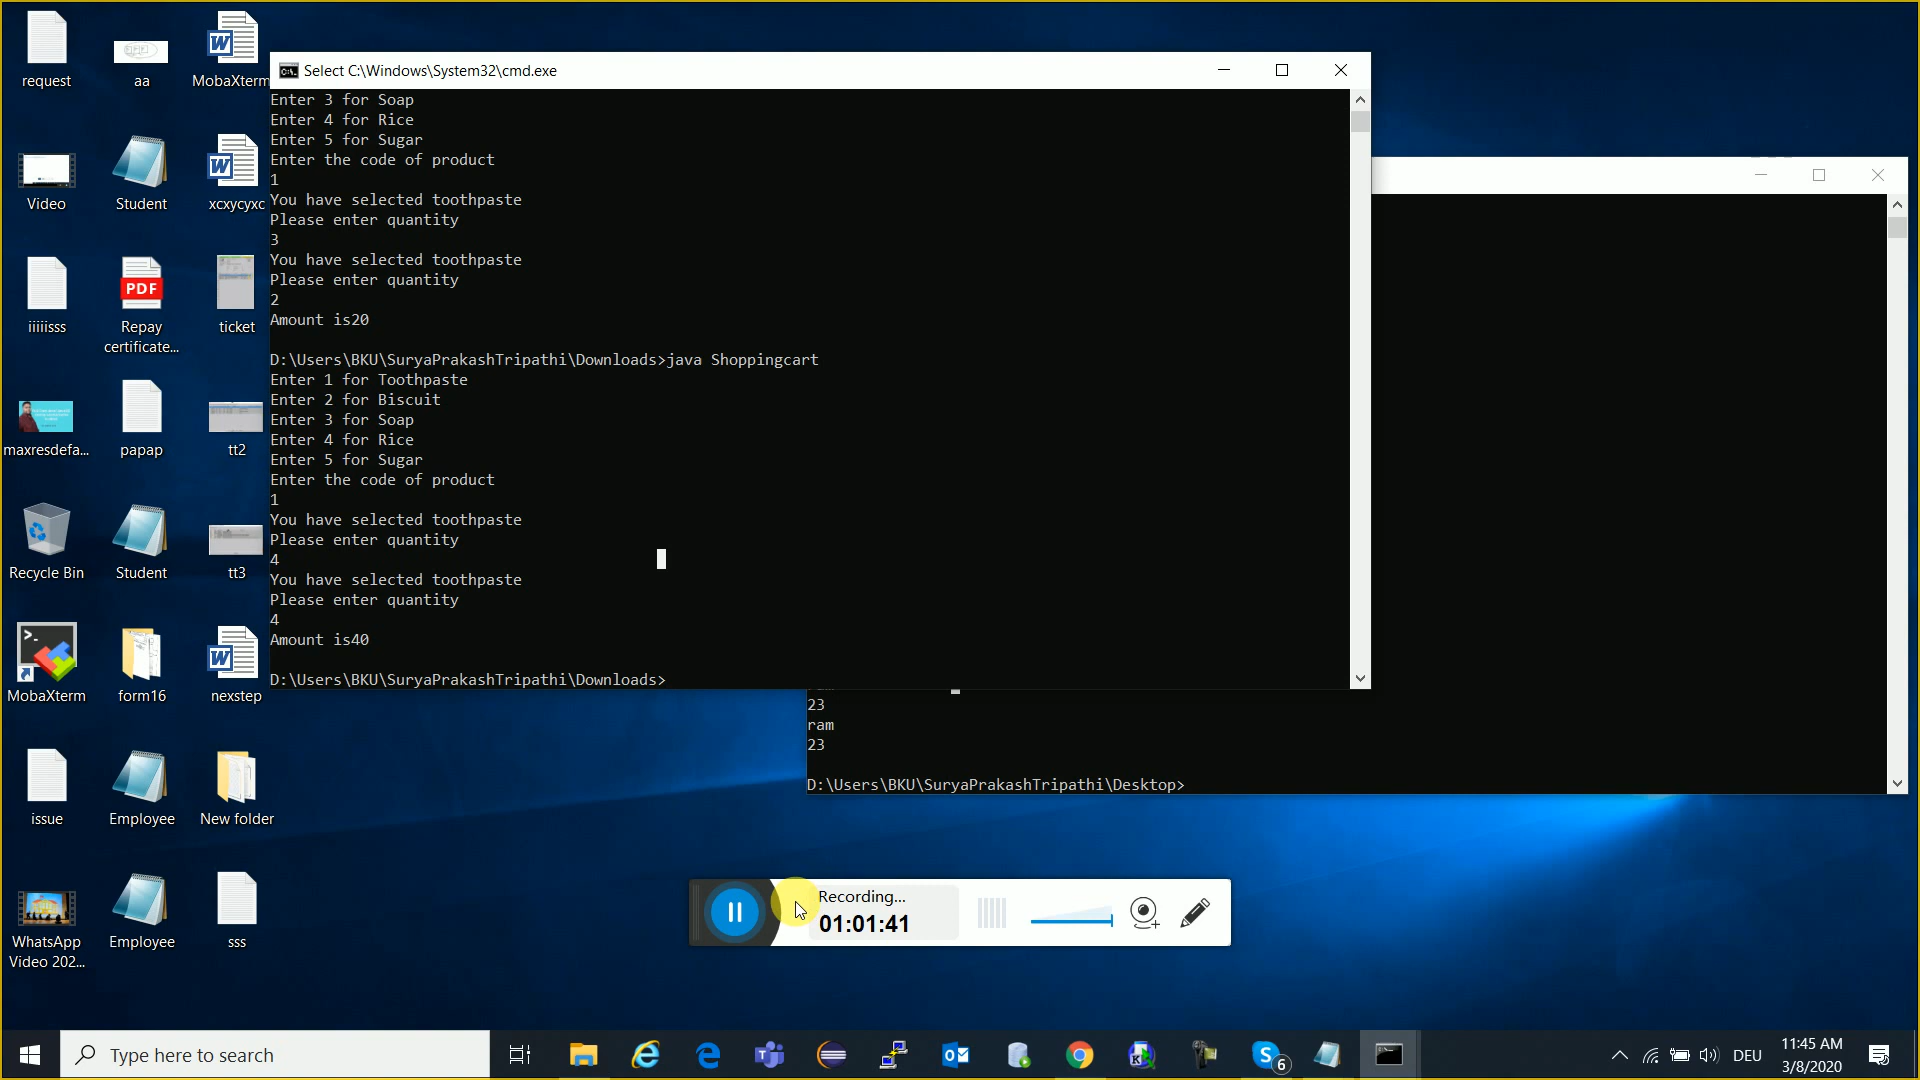 request
aa
MobaXterm
Video
Student
xcxycyxc
iiiiisss
PDF
Repay
certificate...
ticket
maxresdefa...
papap
tt2
Recycle Bin
Student
tt3
MobaXterm
form16
nexstep
issue
Employee
New folder
WhatsApp
Video 202...
Employee
sss
Select C:\Windows\System32\cmd.exe
Enter 3 for Soap
Enter 4 for Rice
Enter 5 for Sugar
Enter the code of product
1
You have selected toothpaste
Please enter quantity
3
You have selected toothpaste
Please enter quantity
2
Amount is20
D:\Users\BKU\SuryaPrakashTripathi\Downloads>java Shoppingcart
Enter 1 for Toothpaste
Enter 2 for Biscuit
Enter 3 for Soap
Enter 4 for Rice
Enter 5 for Sugar
Enter the code of product
1
You have selected toothpaste
Please enter quantity
4
You have selected toothpaste
Please enter quantity
4
Amount is40
D:\Users\BKU\SuryaPrakashTripathi\Downloads>
23
ram
23
D:\Users\BKU\SuryaPrakashTripathi\Desktop>
Recording...
01:01:41
Type here to search
6
DEU
11:45 AM
3/8/2020